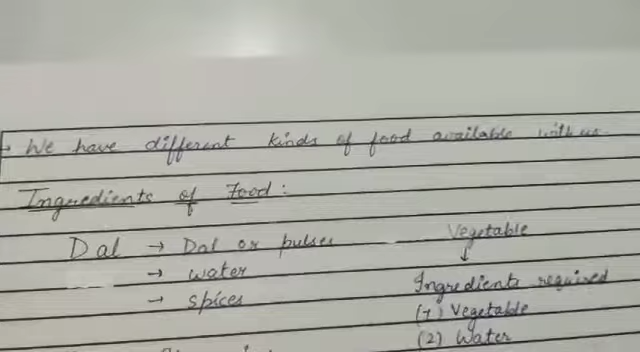 → We have different kinds of food available with us.
Ingredients of Food :
Dal → Dal or pulses
→ water
→ spices
Vegetable
↓
Ingredients required
(1) Vegetable
(2) Water